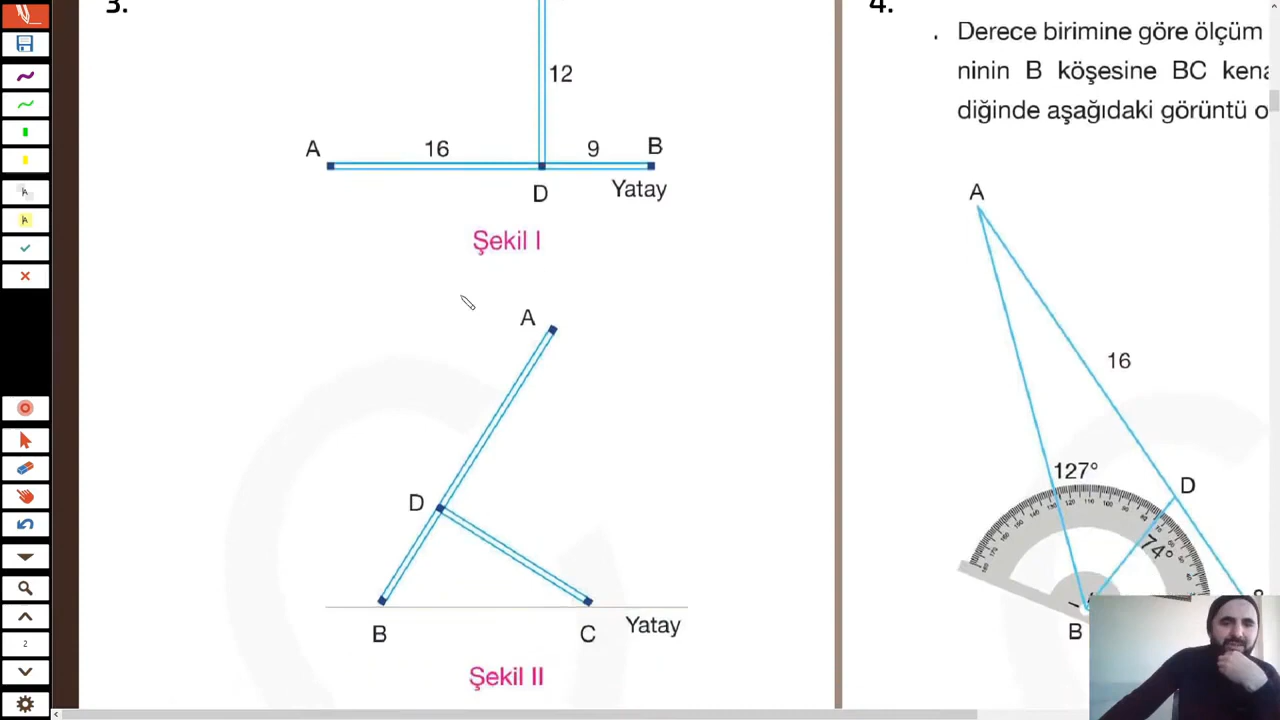 3.
12
A
16
9
B
D
Yatay
Şekil I
A
D
B
C
Yatay
Şekil II
4.
. Derece birimine göre ölçüm
ninin B köşesine BC kena
diğinde aşağıdaki görüntü o
A
16
127°
D
74°
B
2